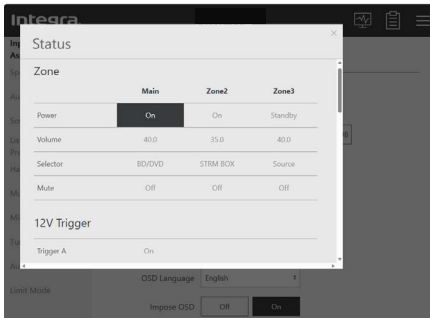 Integra
Status
Zone
Main Zone2 Zone3
Power On On Standby
Volume 40.0 35.0 40.0
Selector BD/DVD STRM BOX Source
Mute Off Off Off
12V Trigger
Trigger A On
OSD Language English
Limit Mode
Impose OSD Off On